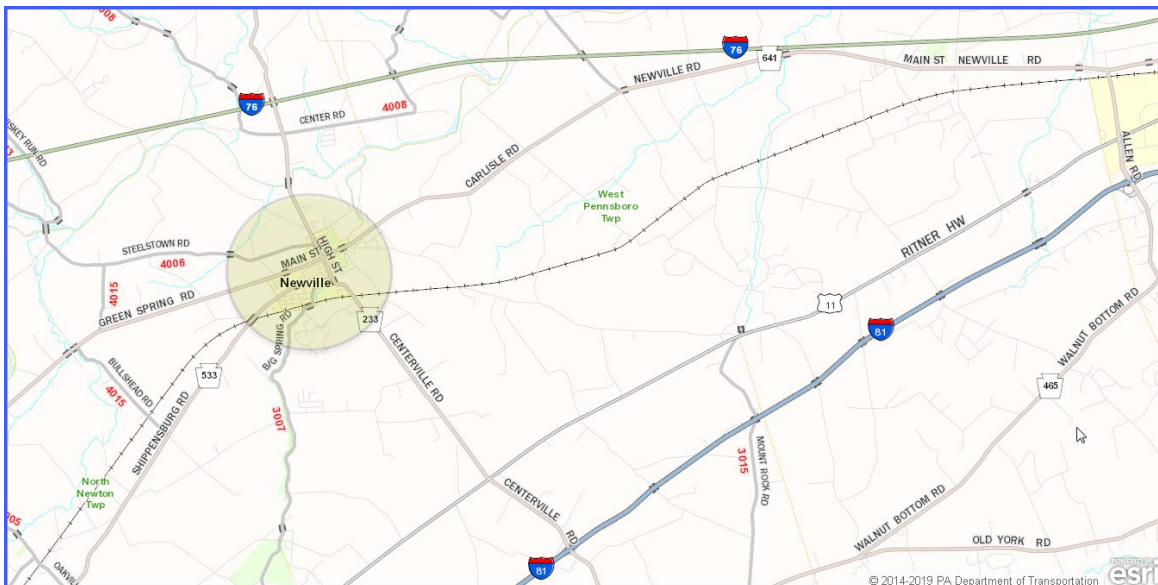 4008
76
641
MAIN ST NEWVILLE RD
NEWVILLE RD
76
4008
CENTER RD
ALLEN RD
CARLISLE RD
West
Pennsboro
Twp
RITNER HW
STEELSTOWN RD
4006
HIGH ST
MAIN ST
Newville
4015
GREEN SPRING RD
11
81
WALNUT BOTTOM RD
233
B/G SPRING RD
CENTERVILLE RD
BULLSHEAD RD
4015
533
465
SHIPPENSBURG RD
3007
MOUNT ROCK RD
3015
North
Newton
Twp
CENTERVILLE RD
WALNUT BOTTOM RD
OLD YORK RD
81
© 2014-2019 PA Department of Transportation
POWERED BY
esri